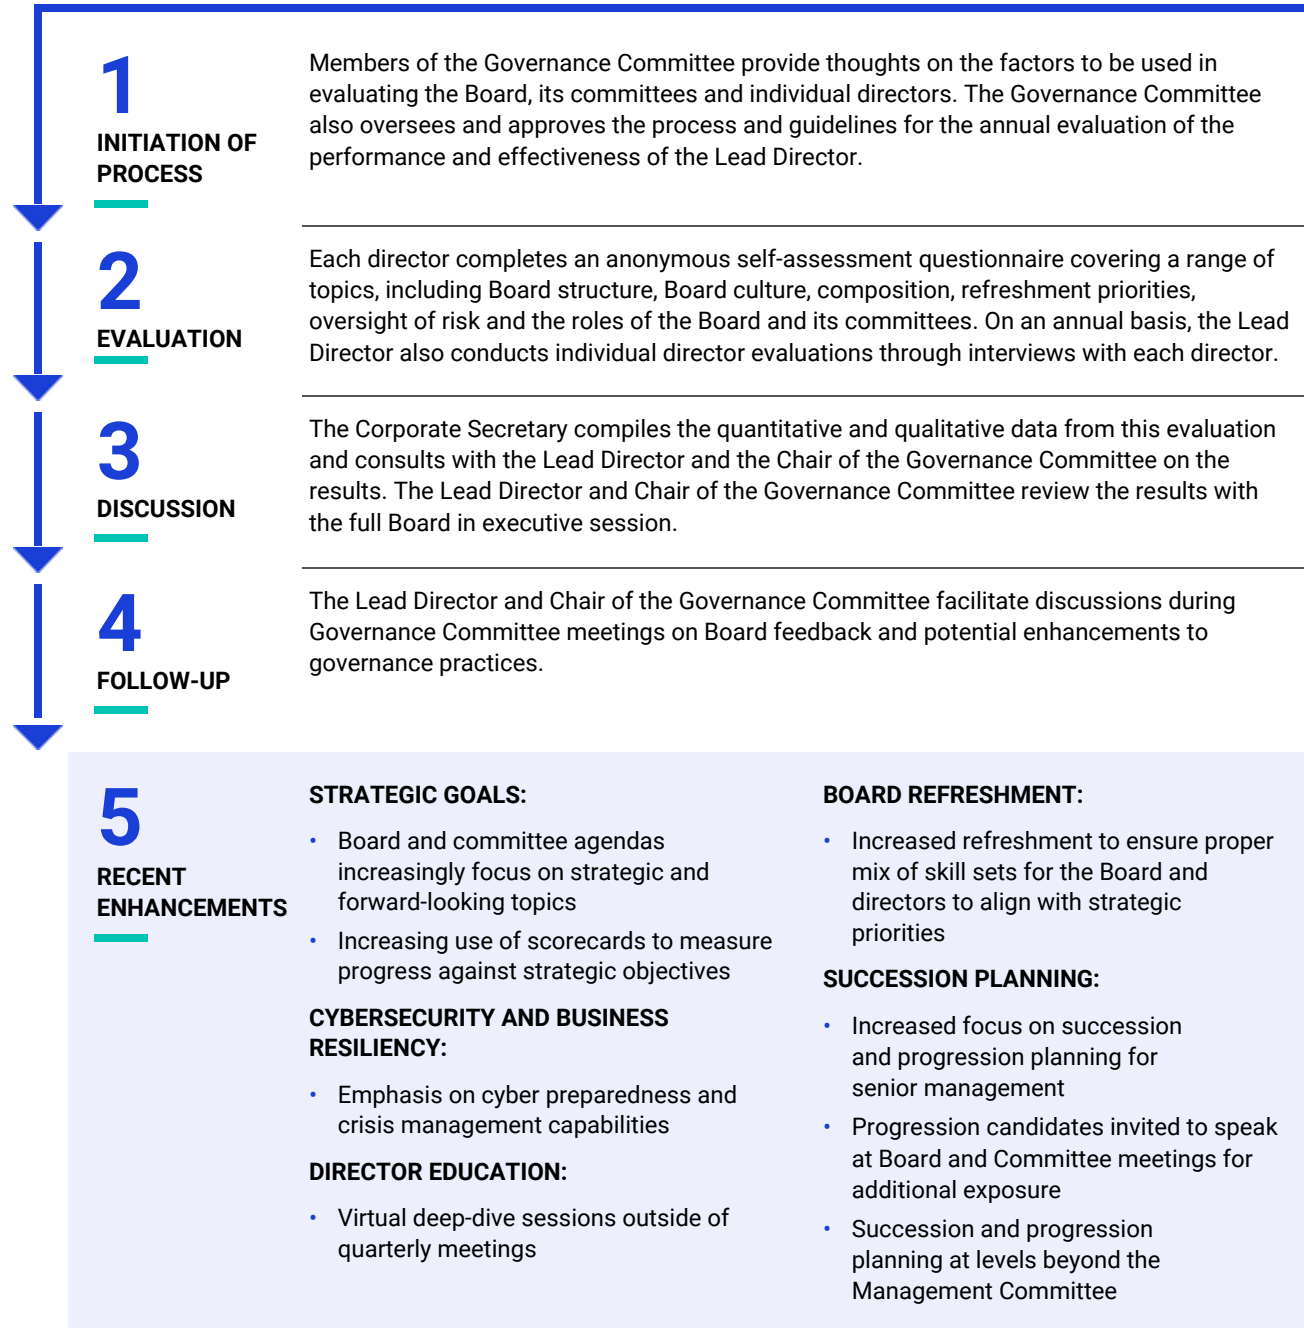 1
INITIATION OF
PROCESS
Members of the Governance Committee provide thoughts on the factors to be used in
evaluating the Board, its committees and individual directors. The Governance Committee
also oversees and approves the process and guidelines for the annual evaluation of the
performance and effectiveness of the Lead Director.
2
EVALUATION
Each director completes an anonymous self-assessment questionnaire covering a range of
topics, including Board structure, Board culture, composition, refreshment priorities,
oversight of risk and the roles of the Board and its committees. On an annual basis, the Lead
Director also conducts individual director evaluations through interviews with each director.
3
DISCUSSION
The Corporate Secretary compiles the quantitative and qualitative data from this evaluation
and consults with the Lead Director and the Chair of the Governance Committee on the
results. The Lead Director and Chair of the Governance Committee review the results with
the full Board in executive session.
4
FOLLOW-UP
The Lead Director and Chair of the Governance Committee facilitate discussions during
Governance Committee meetings on Board feedback and potential enhancements to
governance practices.
5
RECENT
ENHANCEMENTS
STRATEGIC GOALS:
• Board and committee agendas
increasingly focus on strategic and
forward-looking topics
• Increasing use of scorecards to measure
progress against strategic objectives
CYBERSECURITY AND BUSINESS
RESILIENCY:
• Emphasis on cyber preparedness and
crisis management capabilities
DIRECTOR EDUCATION:
• Virtual deep-dive sessions outside of
quarterly meetings
BOARD REFRESHMENT:
• Increased refreshment to ensure proper
mix of skill sets for the Board and
directors to align with strategic
priorities
SUCCESSION PLANNING:
• Increased focus on succession
and progression planning for
senior management
• Progression candidates invited to speak
at Board and Committee meetings for
additional exposure
• Succession and progression
planning at levels beyond the
Management Committee